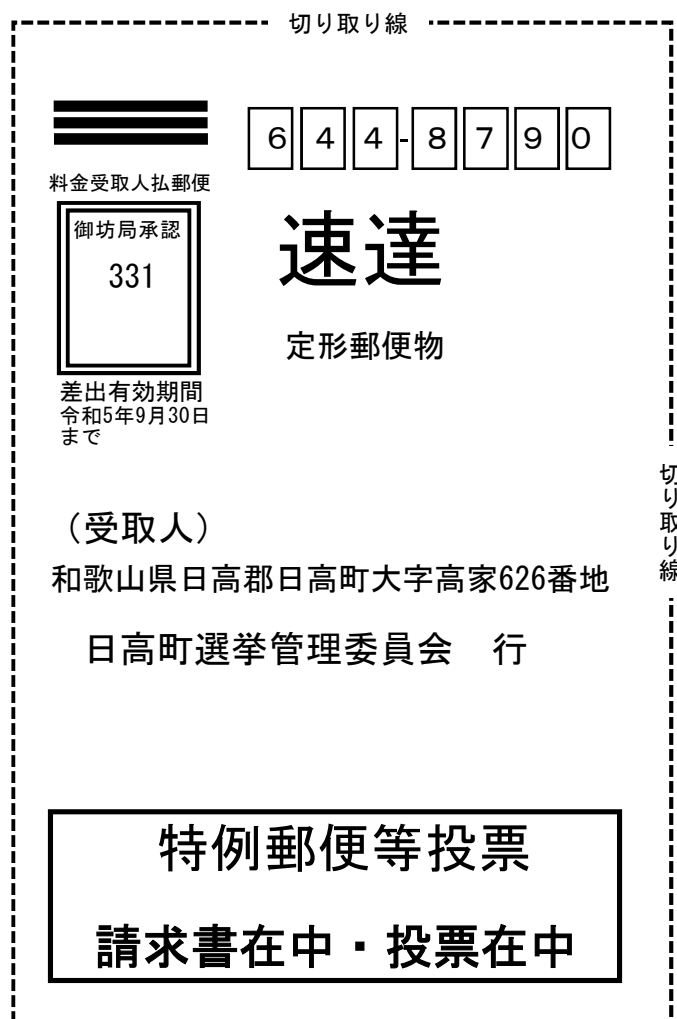 切り取り線
644-8790
料金受取人払郵便
御坊局承認
331
速達
定形郵便物
差出有効期間
令和5年9月30日
まで
切り取り線
（受取人）
和歌山県日高郡日高町大字高家626番地
日高町選挙管理委員会　行
特例郵便等投票
請求書在中・投票在中